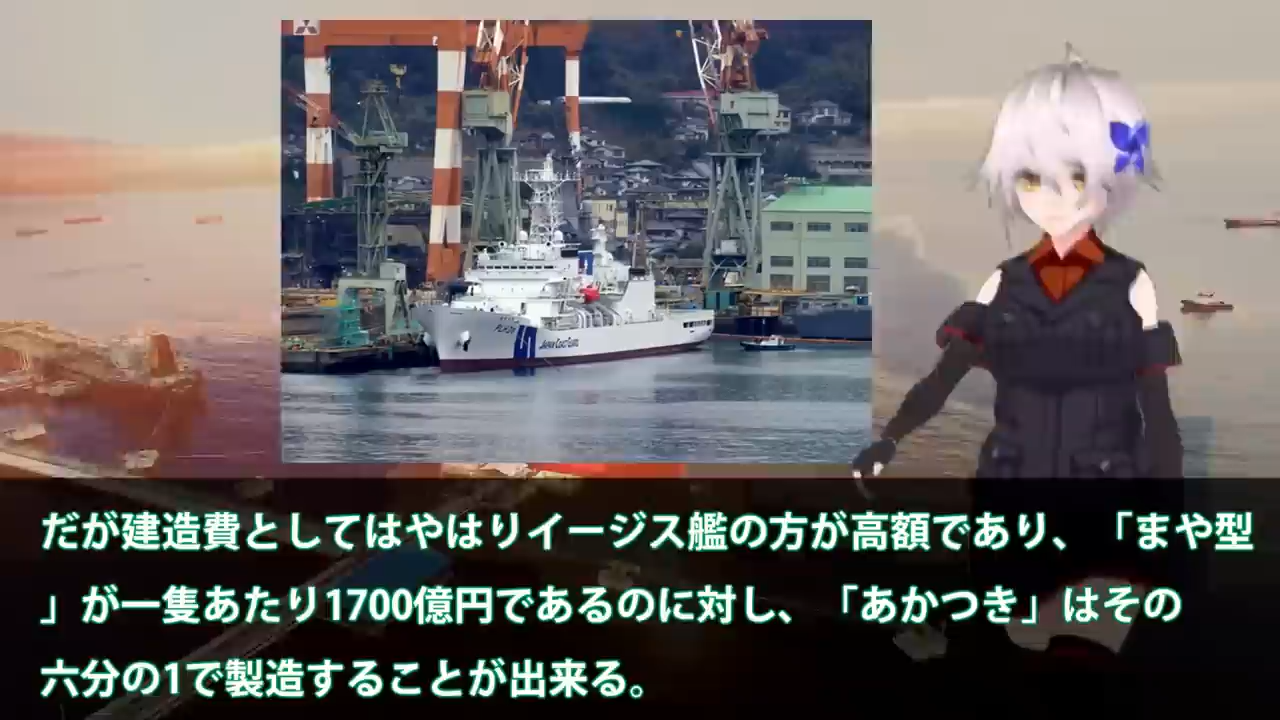 JAPAN COAST GUARD
だが建造費としてはやはりイージス艦の方が高額であり、「まや型
」が一隻あたり1700億円であるのに対し、「あかつき」はその
六分の1で製造することが出来る。